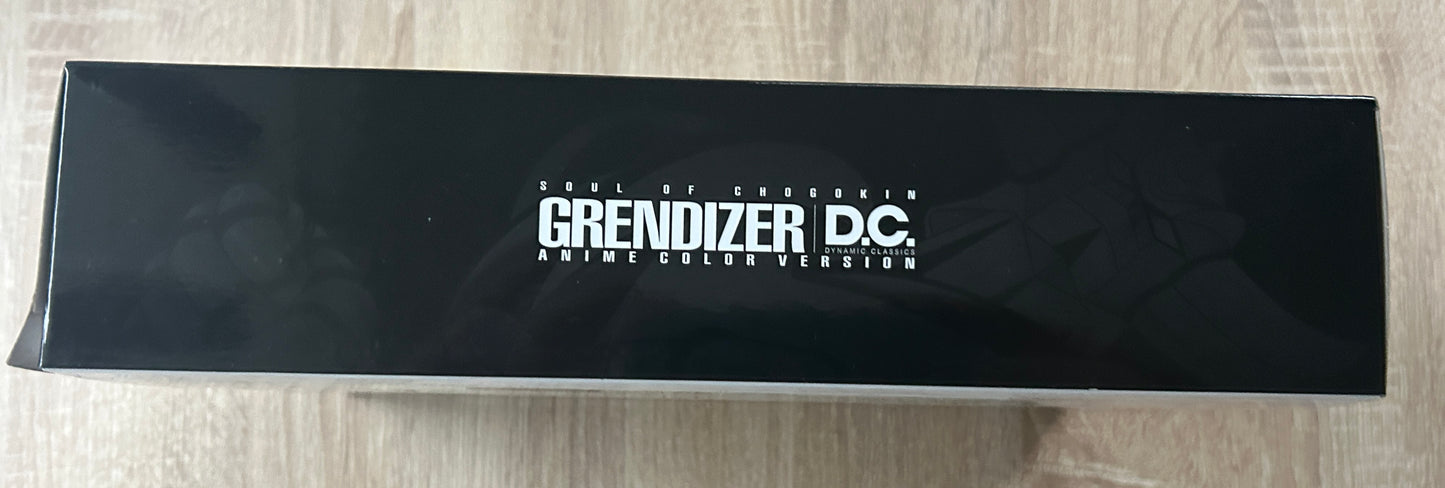 SOUL OF CHOGOKIN
GRENDIZER D.C.
DYNAMIC CLASSICS
ANIME COLOR VERSION